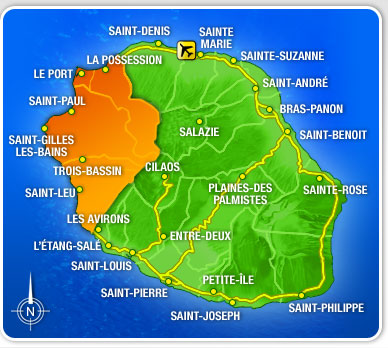 SAINT-DENIS
SAINTE
MARIE
LA POSSESSION
SAINTE-SUZANNE
LE PORT
SAINT-ANDRÉ
SAINT-PAUL
BRAS-PANON
SALAZIE
SAINT-BENOIT
SAINT-GILLES
LES-BAINS
TROIS-BASSIN
CILAOS
PLAINES-DES
PALMISTES
SAINTE-ROSE
SAINT-LEU
LES AVIRONS
ENTRE-DEUX
L'ÉTANG-SALÉ
SAINT-LOUIS
PETITE-ÎLE
SAINT-PIERRE
SAINT-PHILIPPE
SAINT-JOSEPH
N